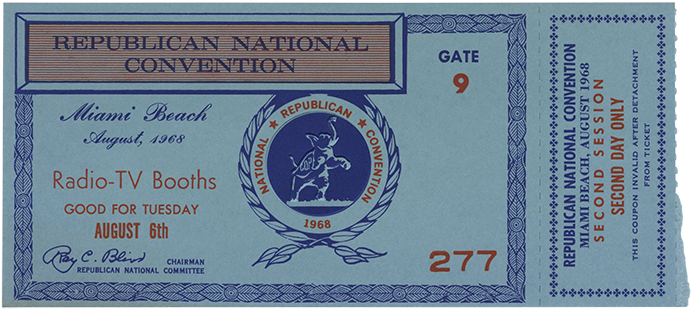 REPUBLICAN NATIONAL
CONVENTION
Miami Beach
August, 1968
Radio-TV Booths
GOOD FOR TUESDAY
AUGUST 6th
Ray C. Bliss
CHAIRMAN
REPUBLICAN NATIONAL COMMITTEE
NATIONAL ★ REPUBLICAN ★ CONVENTION
1968
GATE
9
277
REPUBLICAN NATIONAL CONVENTION
MIAMI BEACH, AUGUST 1968
SECOND SESSION
SECOND DAY ONLY
THIS COUPON INVALID AFTER DETACHMENT
FROM TICKET